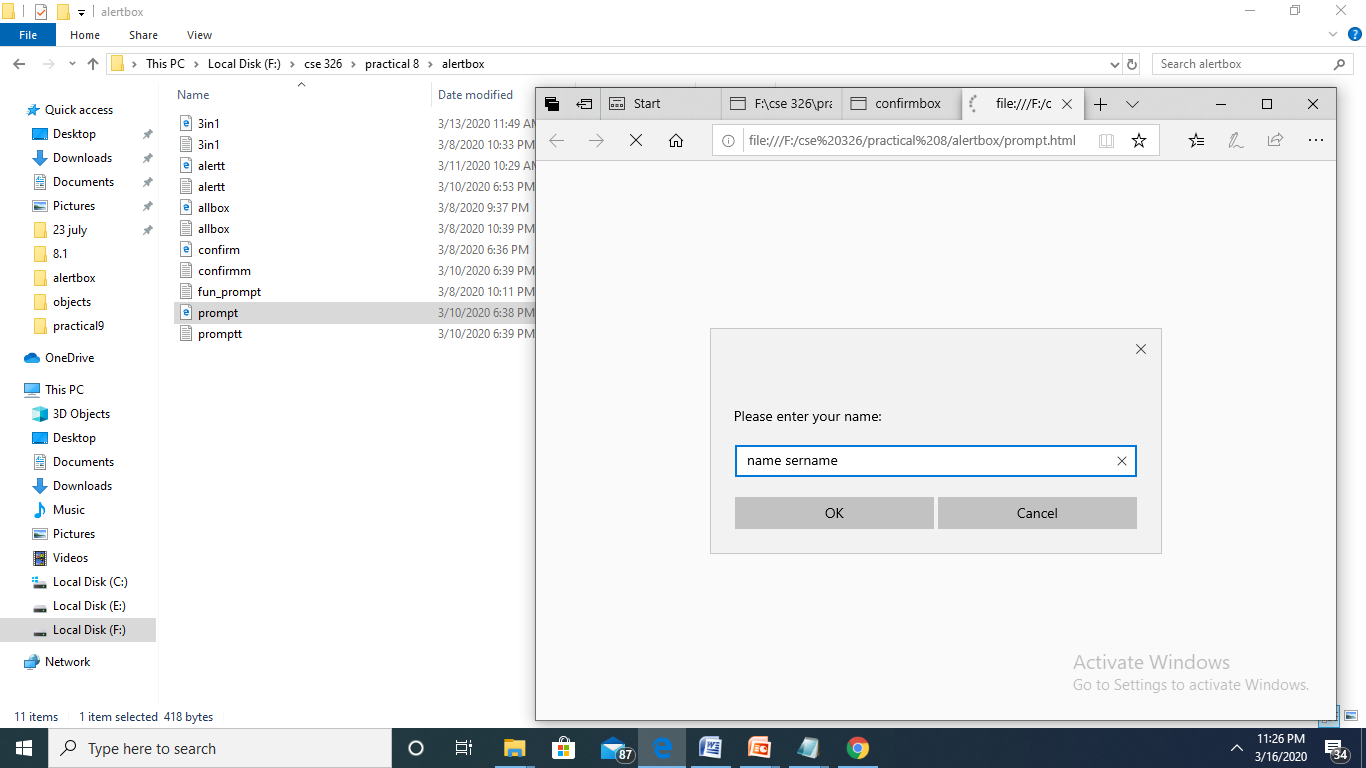 alertbox
File Home Share View
This PC Local Disk (F:) cse 326 practical 8 alertbox
Search alertbox
Quick access
Desktop
Downloads
Documents
Pictures
23 july
8.1
alertbox
objects
practical9
OneDrive
This PC
3D Objects
Desktop
Documents
Downloads
Music
Pictures
Videos
Local Disk (C:)
Local Disk (E:)
Local Disk (F:)
Network
Name Date modified
3in1 3/13/2020 11:49 AM
3in1 3/8/2020 10:33 PM
alertt 3/11/2020 10:29 AM
alertt 3/10/2020 6:53 PM
allbox 3/8/2020 9:37 PM
allbox 3/8/2020 10:39 PM
confirm 3/8/2020 6:36 PM
confirmm 3/10/2020 6:39 PM
fun_prompt 3/8/2020 10:11 PM
prompt 3/10/2020 6:38 PM
promptt 3/10/2020 6:39 PM
Start F:\cse 326\pra confirmbox file:///F:/c
file:///F:/cse%20326/practical%208/alertbox/prompt.html
Please enter your name:
name sername
OK Cancel
Activate Windows
Go to Settings to activate Windows.
11 items 1 item selected 418 bytes
Type here to search
87
11:26 PM
3/16/2020
34